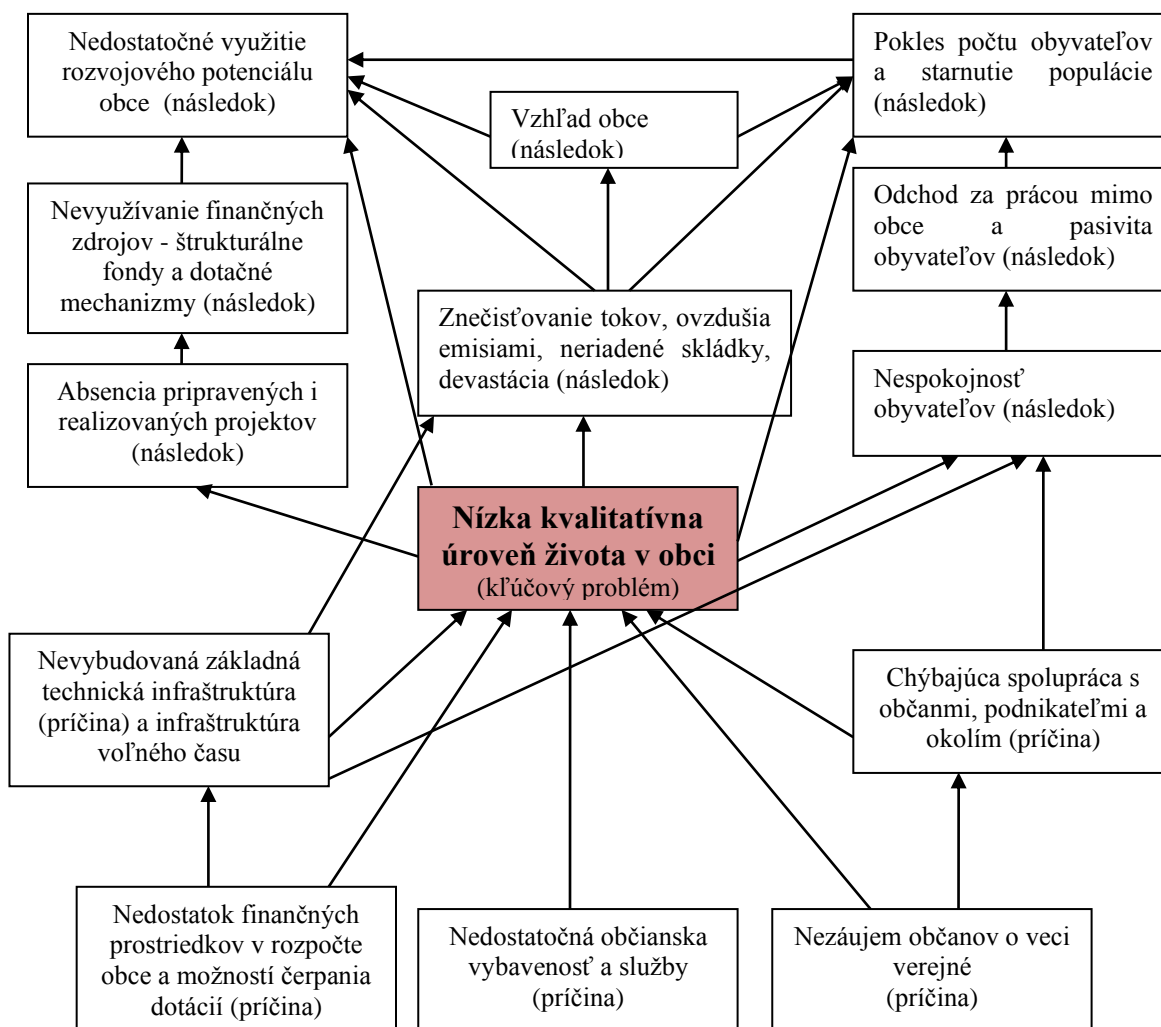 Nedostatočné využitie
rozvojového potenciálu
obce (následok)
Pokles počtu obyvateľov
a starnutie populácie
(následok)
Vzhľad obce
(následok)
Nevyužívanie finančných
zdrojov - štrukturálne
fondy a dotačné
mechanizmy (následok)
Odchod za prácou mimo
obce a pasivita
obyvateľov (následok)
Znečisťovanie tokov, ovzdušia
emisiami, neriadené skládky,
devastácia (následok)
Absencia pripravených i
realizovaných projektov
(následok)
Nespokojnosť
obyvateľov (následok)
Nízka kvalitatívna
úroveň života v obci
(kľúčový problém)
Nevybudovaná základná
technická infraštruktúra
(príčina) a infraštruktúra
voľného času
Chýbajúca spolupráca s
občanmi, podnikateľmi a
okolím (príčina)
Nedostatok finančných
prostriedkov v rozpočte
obce a možností čerpania
dotácií (príčina)
Nedostatočná občianska
vybavenosť a služby
(príčina)
Nezáujem občanov o veci
verejné
(príčina)